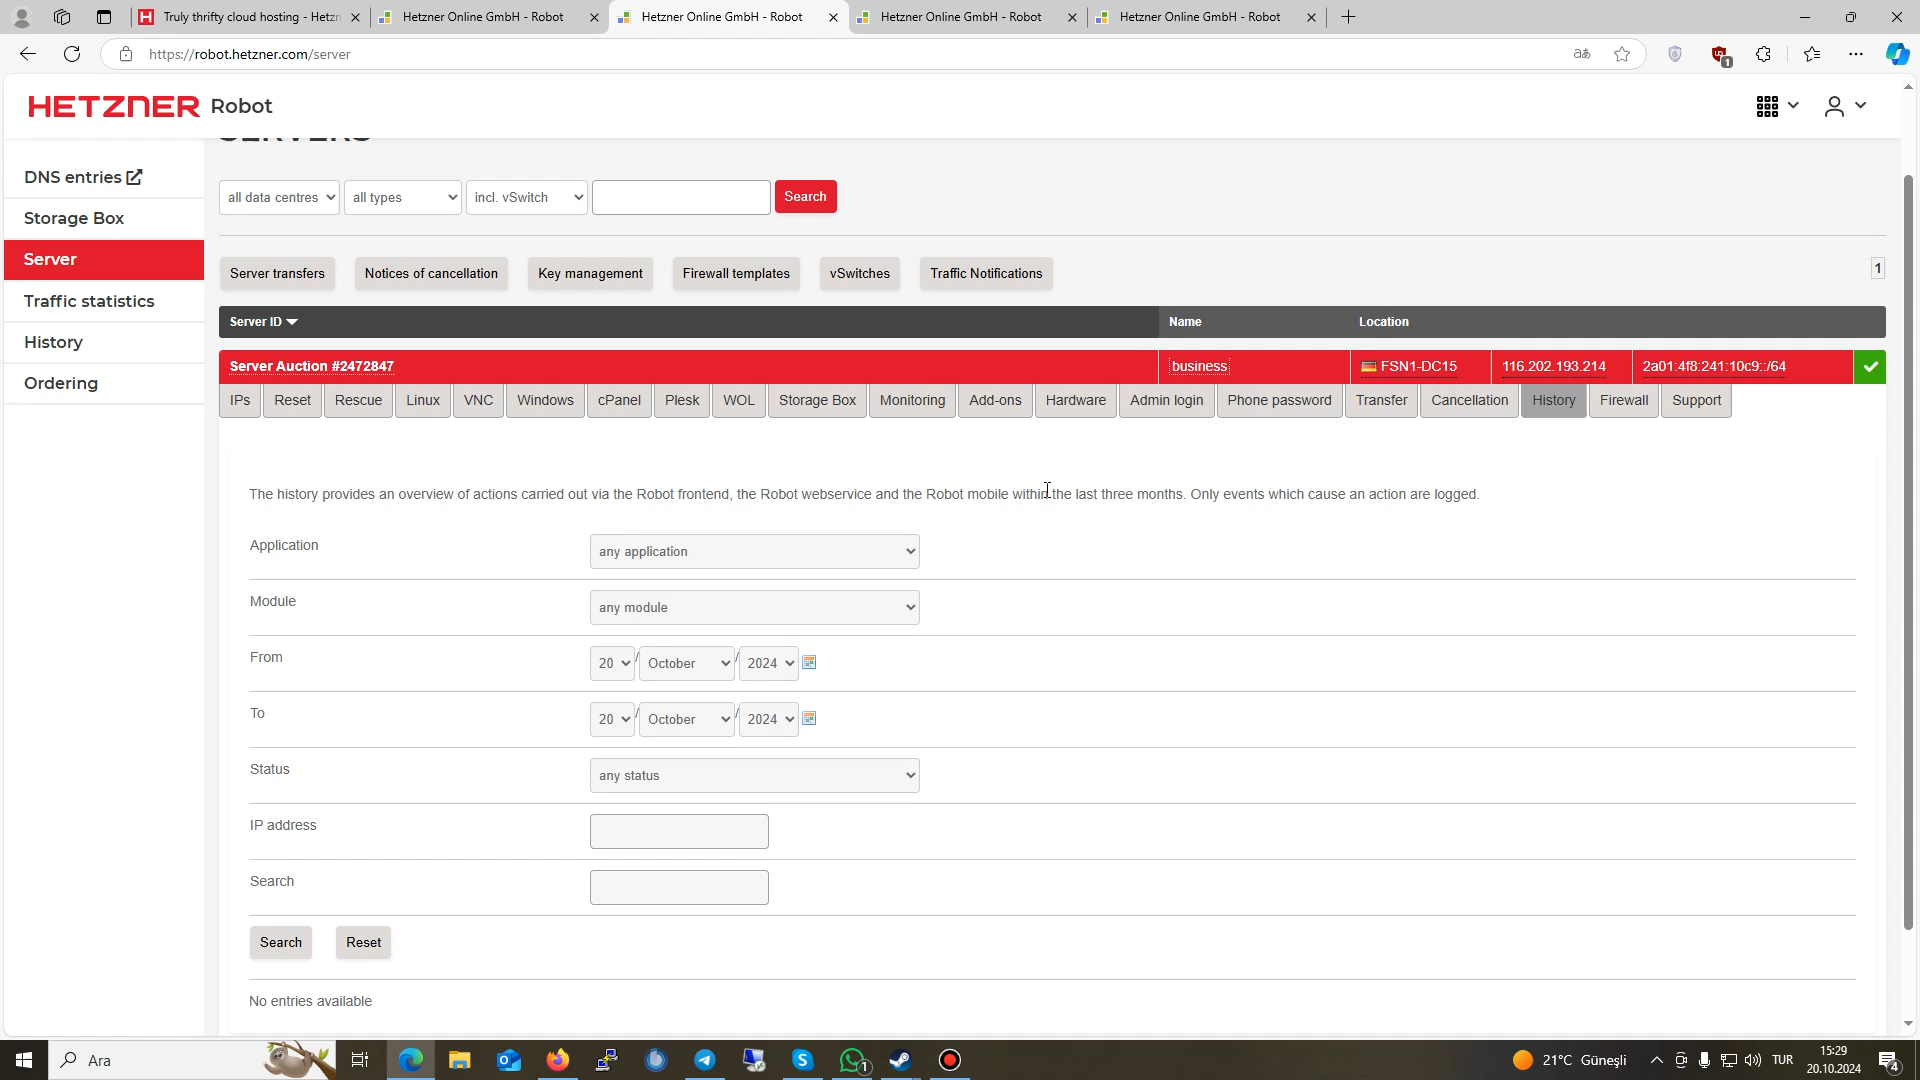 Truly thrifty cloud hosting - Hetzn
Hetzner Online GmbH - Robot
Hetzner Online GmbH - Robot
Hetzner Online GmbH - Robot
Hetzner Online GmbH - Robot
https://robot.hetzner.com/server
HETZNER Robot
SERVERS
DNS entries
Storage Box
Server
Traffic statistics
History
Ordering
all data centres
all types
incl. vSwitch
Search
Server transfers
Notices of cancellation
Key management
Firewall templates
vSwitches
Traffic Notifications
1
Server ID
Name
Location
Server Auction #2472847
business
FSN1-DC15
116.202.193.214
2a01:4f8:241:10c9::/64
IPs
Reset
Rescue
Linux
VNC
Windows
cPanel
Plesk
WOL
Storage Box
Monitoring
Add-ons
Hardware
Admin login
Phone password
Transfer
Cancellation
History
Firewall
Support
The history provides an overview of actions carried out via the Robot frontend, the Robot webservice and the Robot mobile within the last three months. Only events which cause an action are logged.
Application
any application
Module
any module
From
20 / October / 2024
To
20 / October / 2024
Status
any status
IP address
Search
Search
Reset
No entries available
Ara
1
21°C Güneşli
TUR
15:29
20.10.2024
4